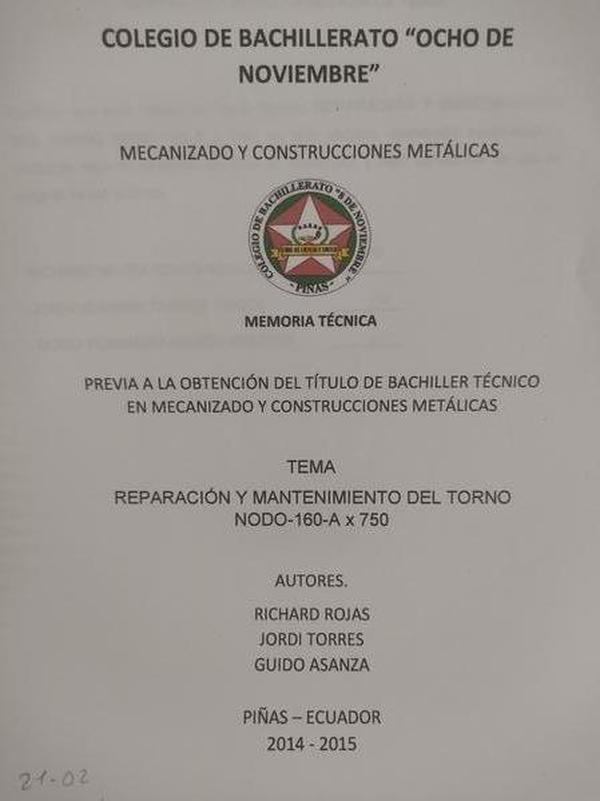 COLEGIO DE BACHILLERATO “OCHO DE
NOVIEMBRE”
MECANIZADO Y CONSTRUCCIONES METÁLICAS
COLEGIO DE BACHILLERATO "8 DE NOVIEMBRE"
- PIÑAS -
MEMORIA TÉCNICA
PREVIA A LA OBTENCIÓN DEL TÍTULO DE BACHILLER TÉCNICO
EN MECANIZADO Y CONSTRUCCIONES METÁLICAS
TEMA
REPARACIÓN Y MANTENIMIENTO DEL TORNO
NODO-160-A x 750
AUTORES.
RICHARD ROJAS
JORDI TORRES
GUIDO ASANZA
PIÑAS – ECUADOR
2014 - 2015
21-02